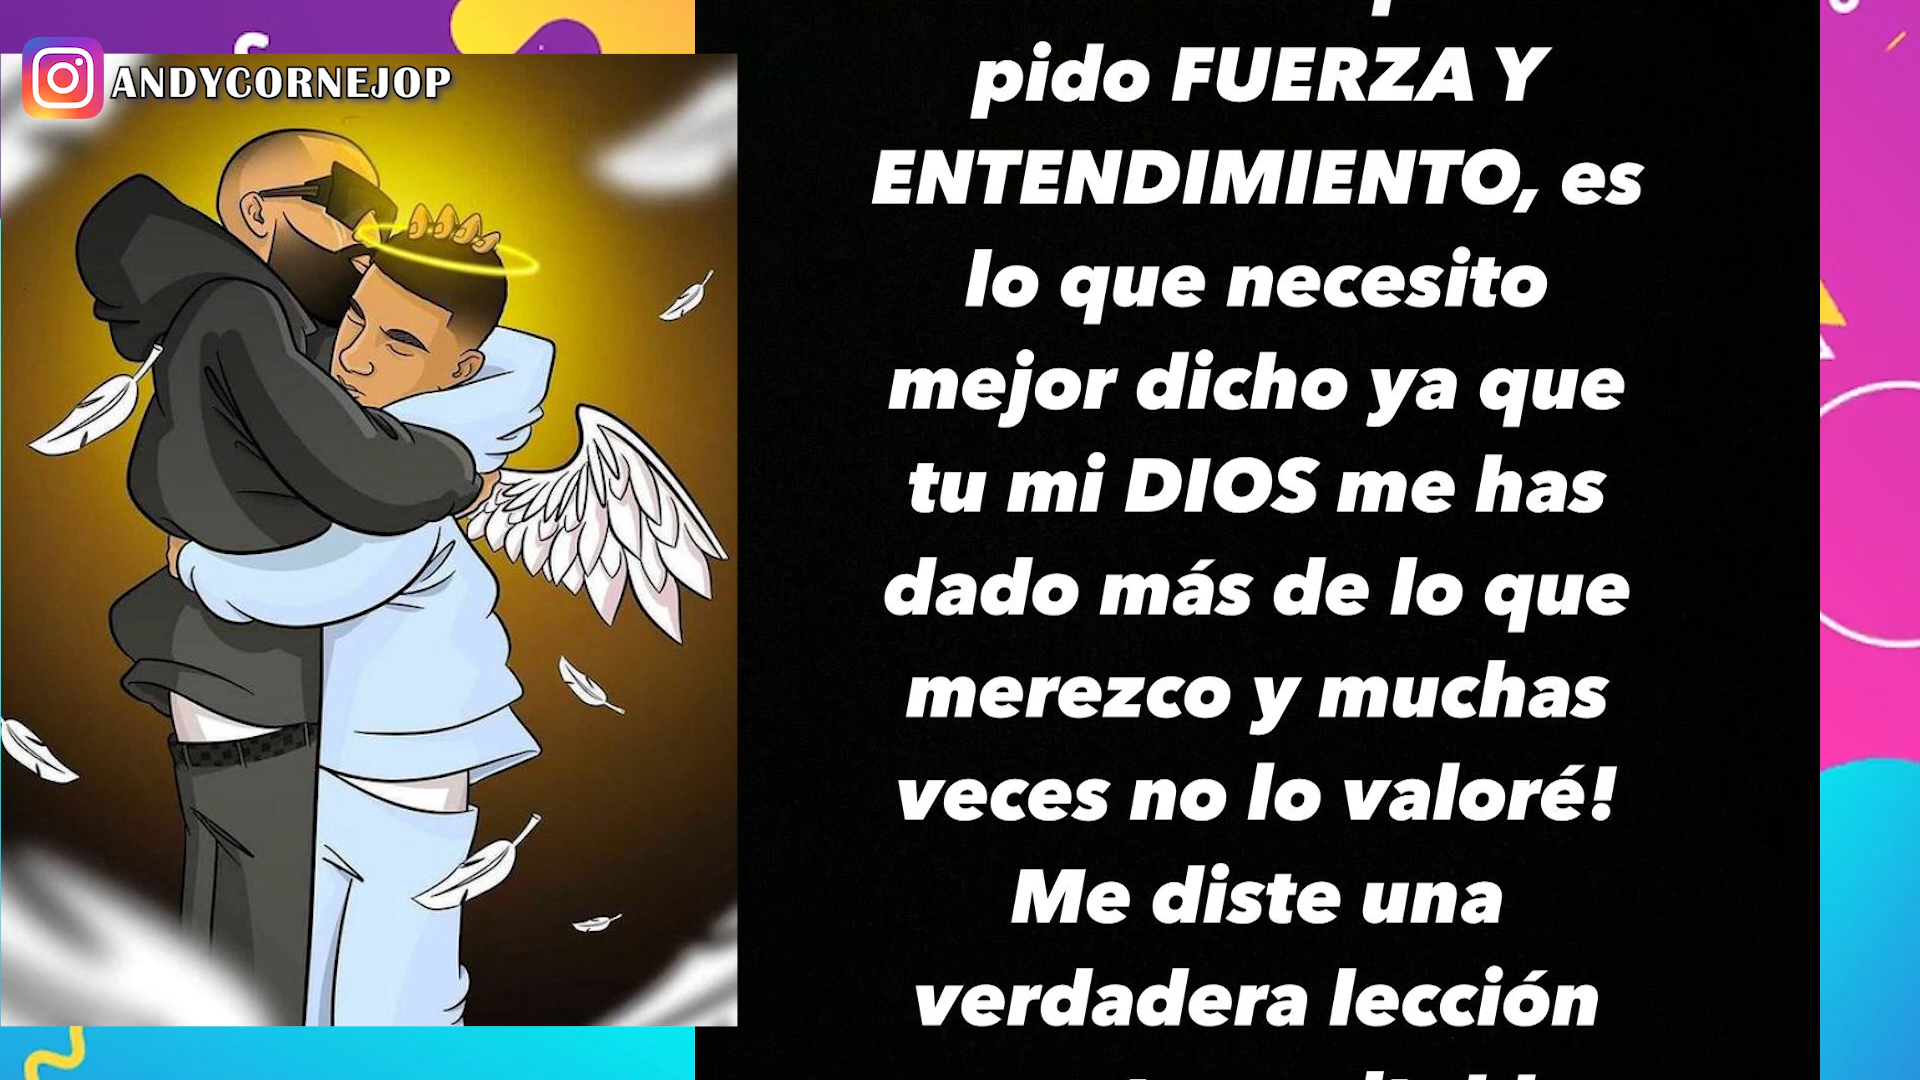 ANDYCORNEJOP
pido FUERZA Y
ENTENDIMIENTO, es
lo que necesito
mejor dicho ya que
tu mi DIOS me has
dado más de lo que
merezco y muchas
veces no lo valoré!
Me diste una
verdadera lección